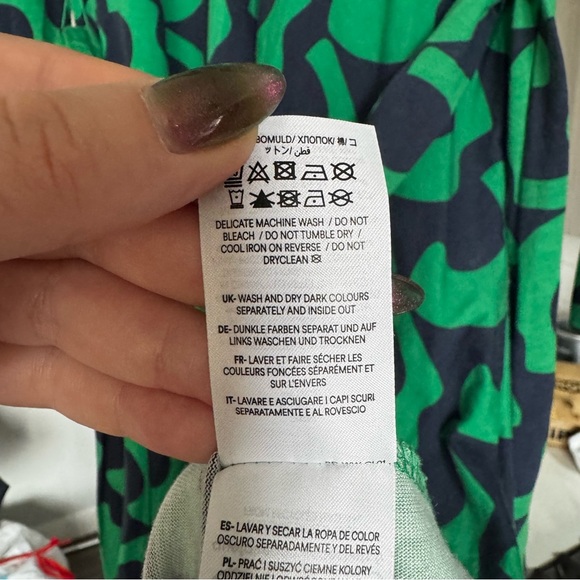 BOMULD/ ХЛОПОК/ 棉/ コ
ットン/ قطن/
DELICATE MACHINE WASH / DO NOT
BLEACH / DO NOT TUMBLE DRY /
COOL IRON ON REVERSE / DO NOT
DRYCLEAN
UK- WASH AND DRY DARK COLOURS
SEPARATELY AND INSIDE OUT
DE- DUNKLE FARBEN SEPARAT UND AUF
LINKS WASCHEN UND TROCKNEN
FR- LAVER ET FAIRE SÉCHER LES
COULEURS FONCÉES SÉPARÉMENT ET
SUR L'ENVERS
IT- LAVARE E ASCIUGARE I CAPI SCURI
SEPARATAMENTE E AL ROVESCIO
ES- LAVAR Y SECAR LA ROPA DE COLOR
OSCURO SEPARADAMENTE Y DEL REVÉS
PL- PRAĆ I SUSZYĆ CIEMNE KOLORY